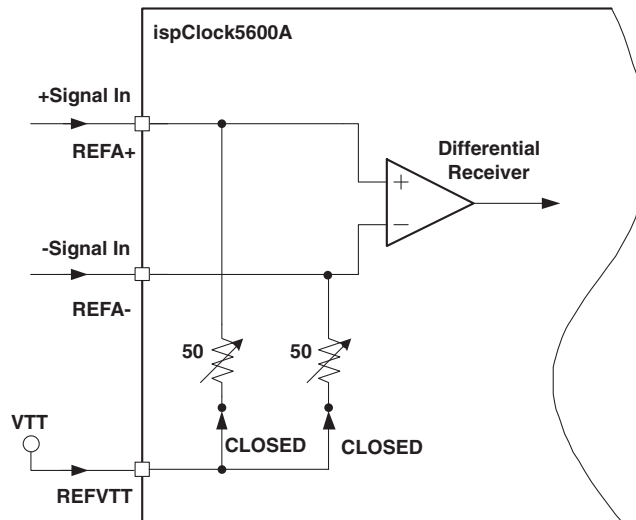 ispClock5600A
+Signal In
REFA+
Differential
Receiver
+
−
-Signal In
REFA-
50
50
VTT
CLOSED
CLOSED
REFVTT